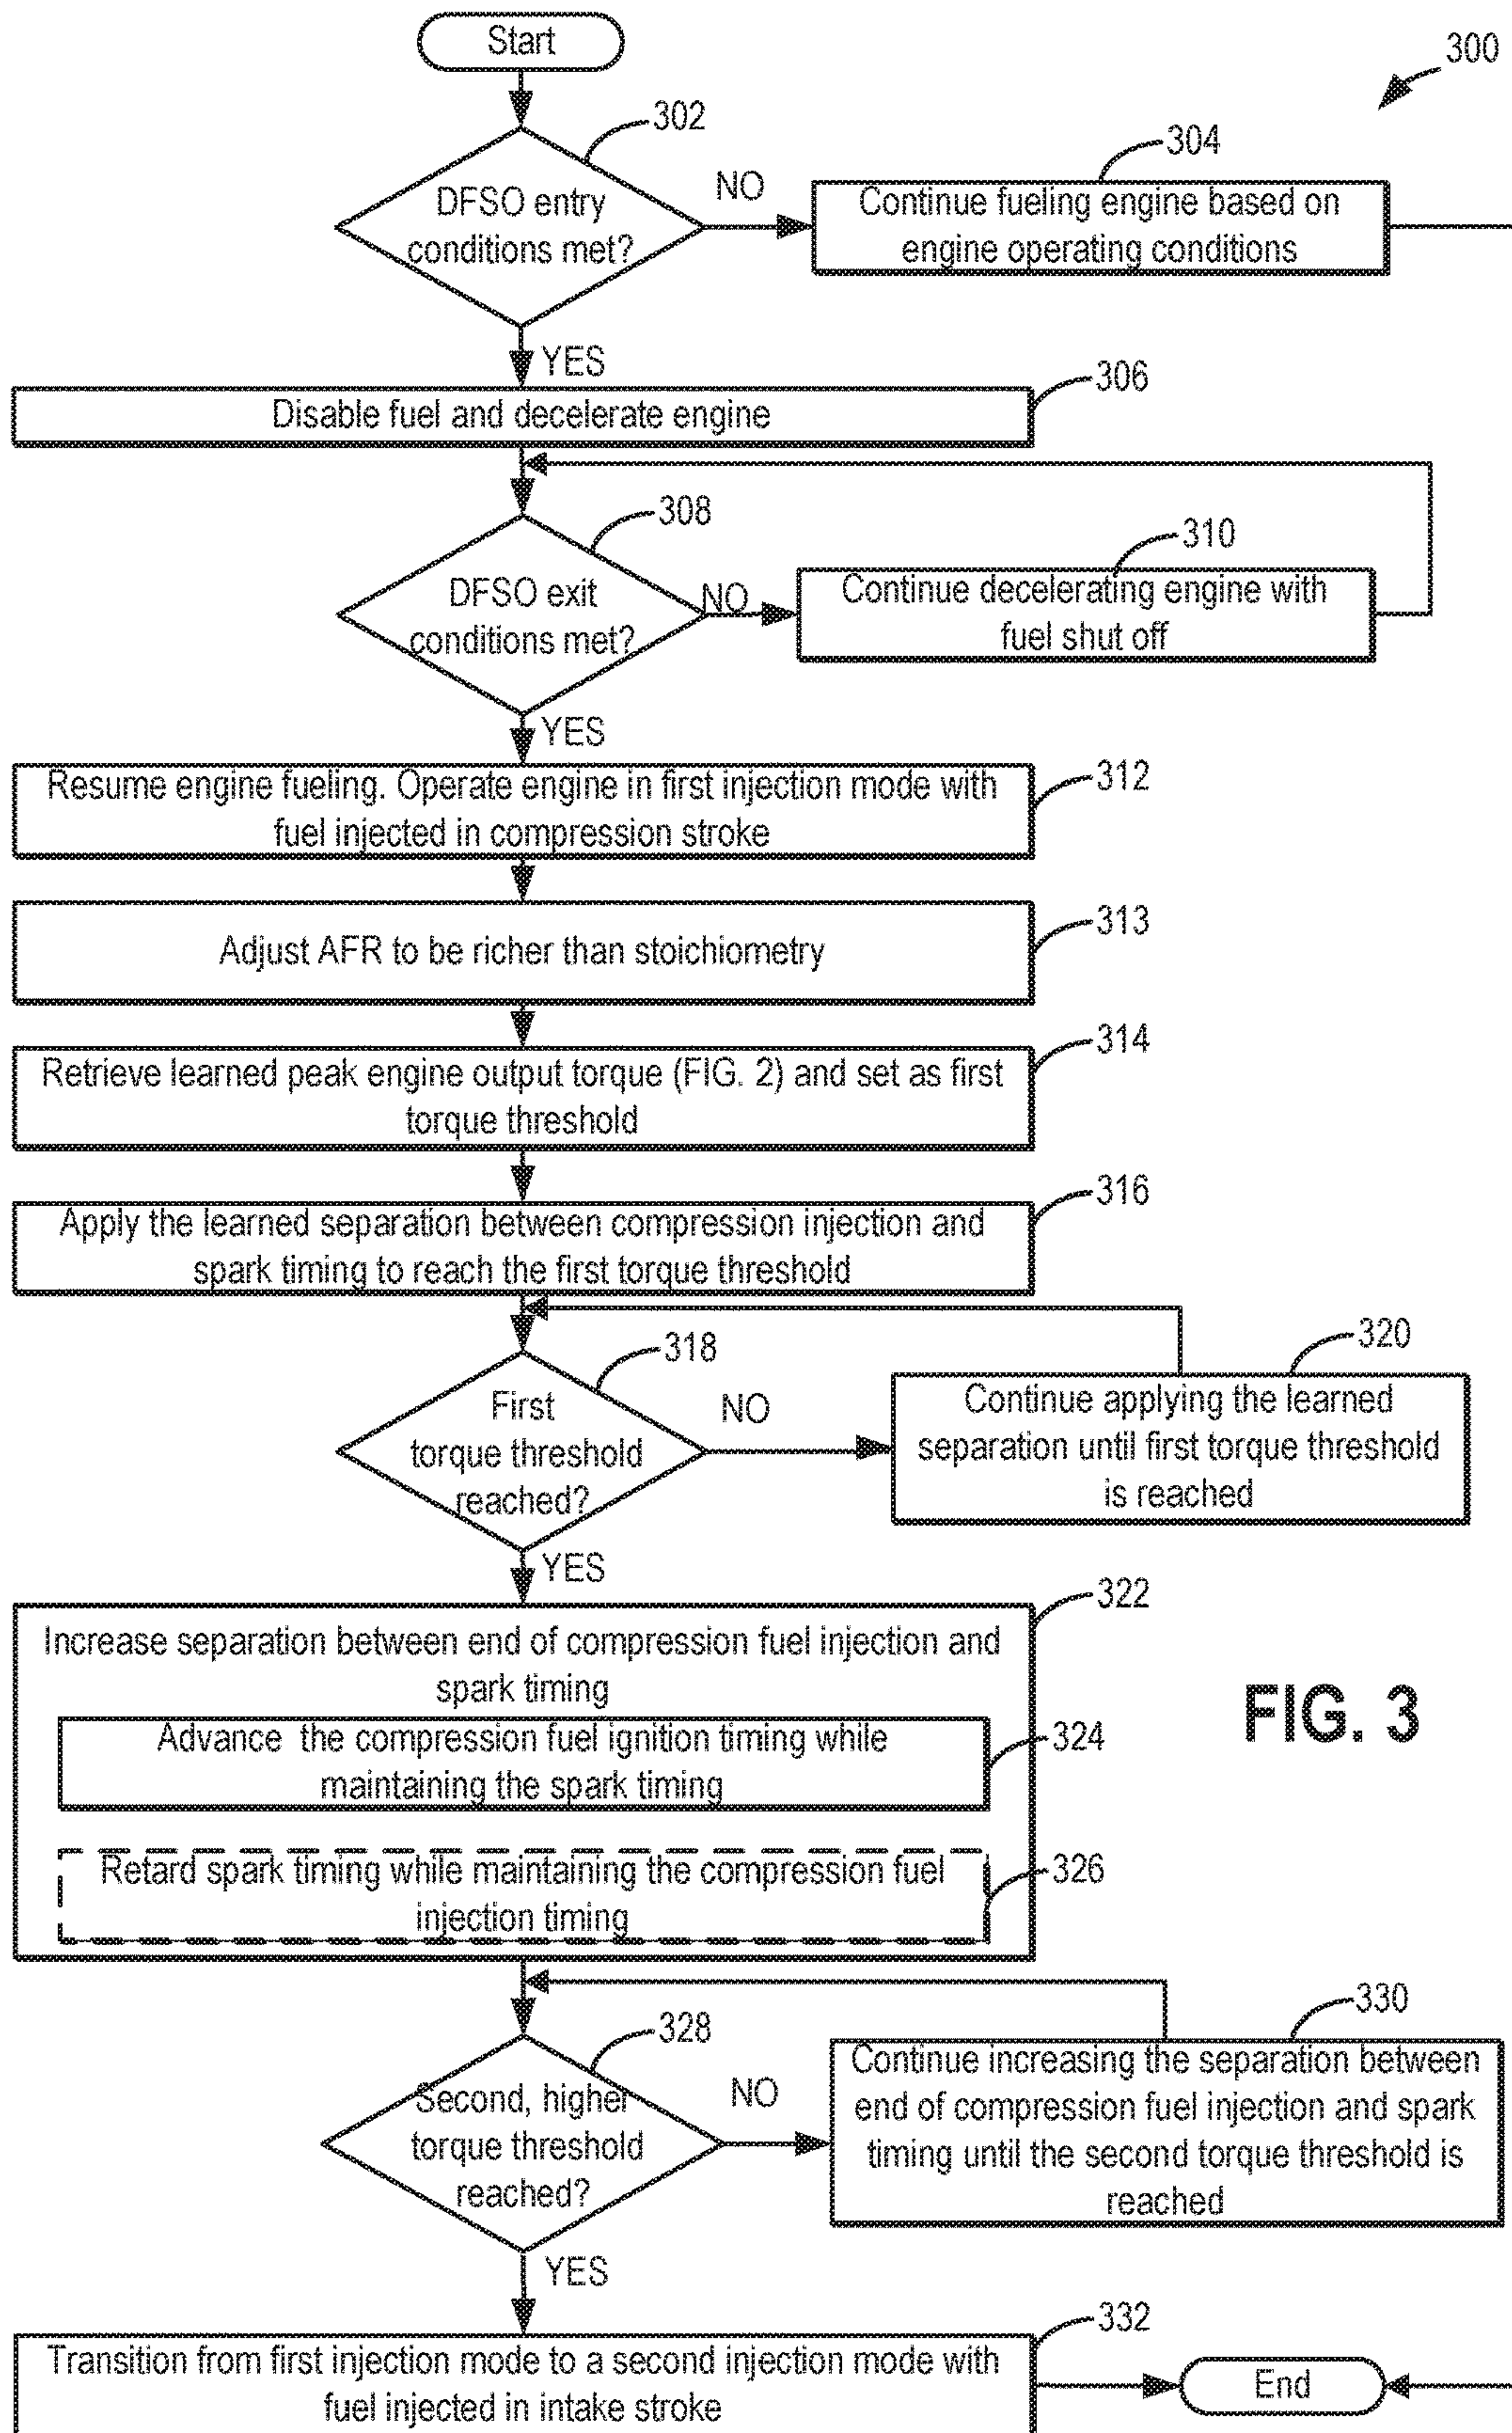 Start
300
302
DFSO entry
conditions met?
NO
304
Continue fueling engine based on
engine operating conditions
YES
306
Disable fuel and decelerate engine
308
DFSO exit
conditions met?
NO
310
Continue decelerating engine with
fuel shut off
YES
312
Resume engine fueling. Operate engine in first injection mode with
fuel injected in compression stroke
313
Adjust AFR to be richer than stoichiometry
314
Retrieve learned peak engine output torque (FIG. 2) and set as first
torque threshold
316
Apply the learned separation between compression injection and
spark timing to reach the first torque threshold
318
First
torque threshold
reached?
NO
320
Continue applying the learned
separation until first torque threshold
is reached
YES
322
Increase separation between end of compression fuel injection and
spark timing
Advance the compression fuel ignition timing while
maintaining the spark timing
324
Retard spark timing while maintaining the compression fuel
injection timing
326
FIG. 3
328
Second, higher
torque threshold
reached?
NO
330
Continue increasing the separation between
end of compression fuel injection and spark
timing until the second torque threshold is
reached
YES
332
Transition from first injection mode to a second injection mode with
fuel injected in intake stroke
End